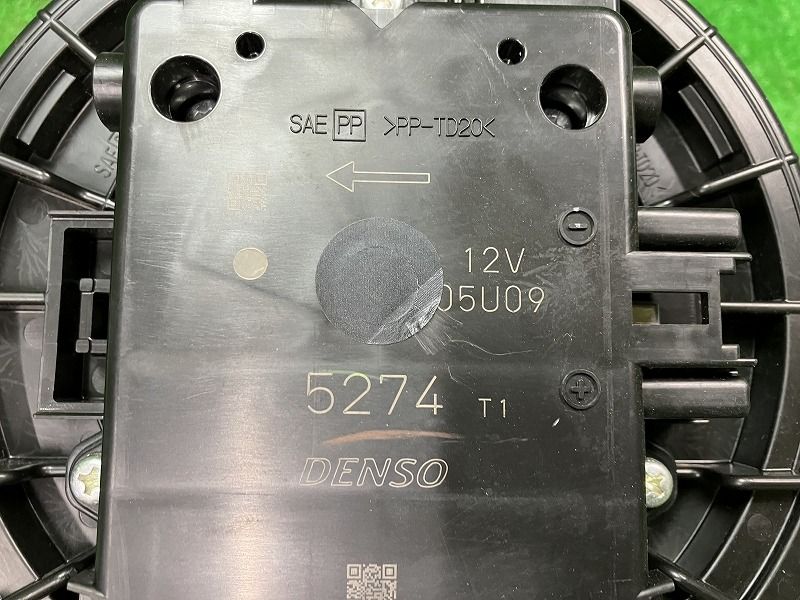 SAE PP >PP-TD20<
12V
05U09
5274 T1
DENSO